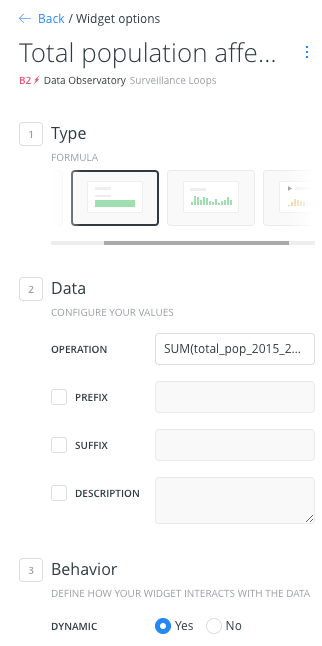 ← Back / Widget options
Total population affe...
B2 Data Observatory Surveillance Loops
1 Type
FORMULA
2 Data
CONFIGURE YOUR VALUES
OPERATION SUM(total_pop_2015_2...
PREFIX
SUFFIX
DESCRIPTION
3 Behavior
DEFINE HOW YOUR WIDGET INTERACTS WITH THE DATA
DYNAMIC Yes No